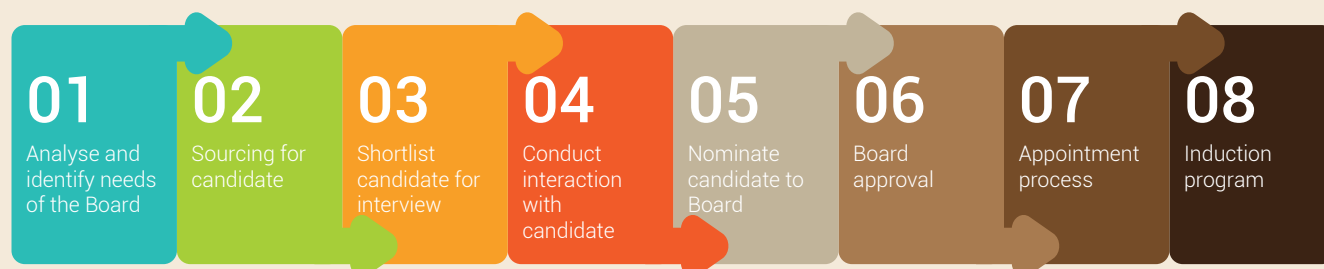 01
Analyse and
identify needs
of the Board
02
Sourcing for
candidate
03
Shortlist
candidate for
interview
04
Conduct
interaction
with
candidate
05
Nominate
candidate to
Board
06
Board
approval
07
Appointment
process
08
Induction
program